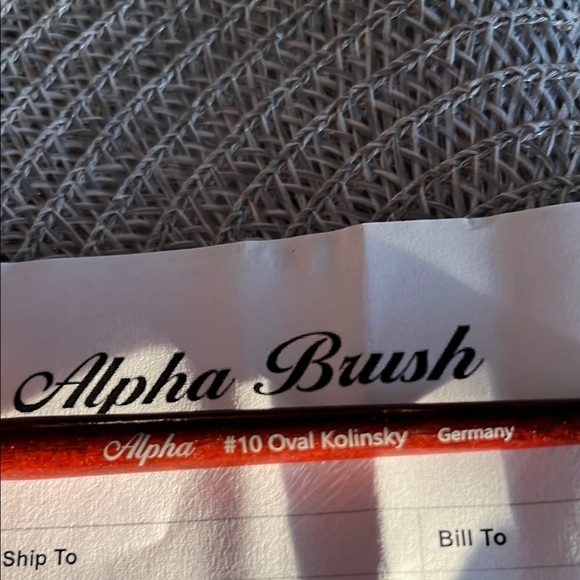 Alpha Brush
Alpha #10 Oval Kolinsky Germany
Ship To
Bill To